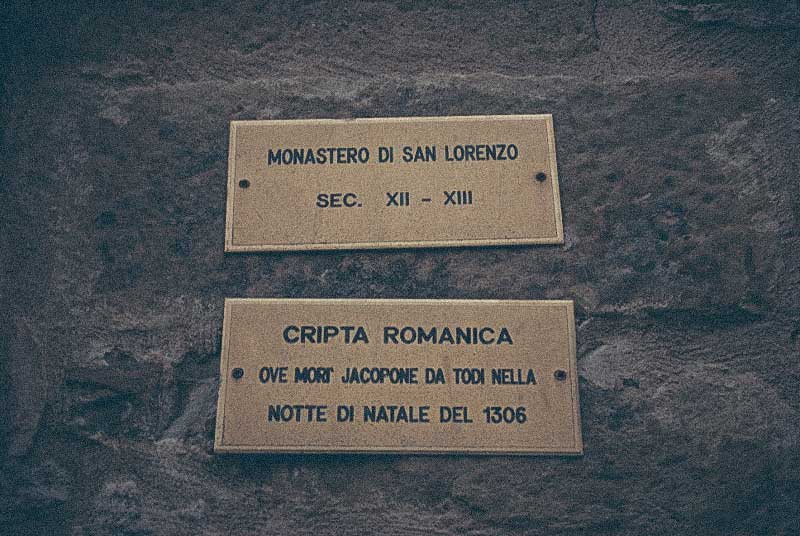 MONASTERO DI SAN LORENZO
SEC. XII - XIII
CRIPTA ROMANICA
OVE MORI' JACOPONE DA TODI NELLA
NOTTE DI NATALE DEL 1306